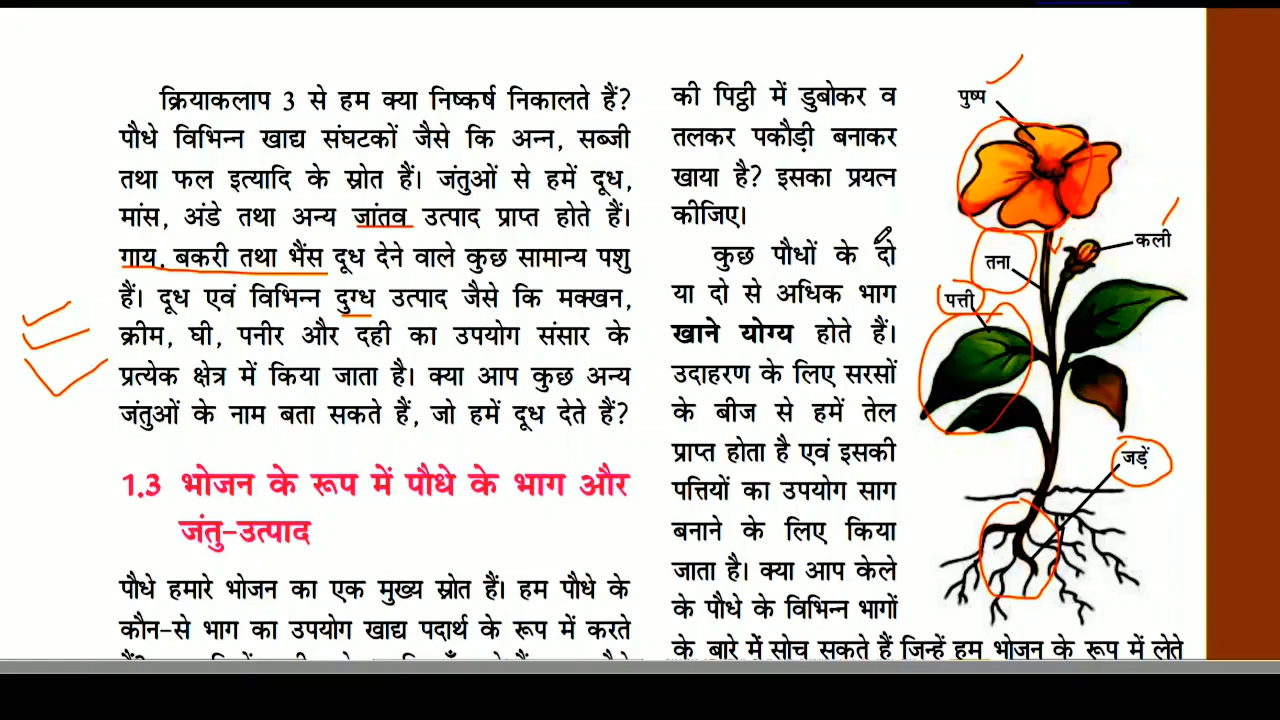 क्रियाकलाप 3 से हम क्या निष्कर्ष निकालते हैं?
पौधे विभिन्न खाद्य संघटकों जैसे कि अन्न, सब्जी
तथा फल इत्यादि के स्रोत हैं। जंतुओं से हमें दूध,
मांस, अंडे तथा अन्य जांतव उत्पाद प्राप्त होते हैं।
गाय, बकरी तथा भैंस दूध देने वाले कुछ सामान्य पशु
हैं। दूध एवं विभिन्न दुग्ध उत्पाद जैसे कि मक्खन,
क्रीम, घी, पनीर और दही का उपयोग संसार के
प्रत्येक क्षेत्र में किया जाता है। क्या आप कुछ अन्य
जंतुओं के नाम बता सकते हैं, जो हमें दूध देते हैं?
1.3 भोजन के रूप में पौधे के भाग और
जंतु-उत्पाद
पौधे हमारे भोजन का एक मुख्य स्रोत हैं। हम पौधे के
कौन-से भाग का उपयोग खाद्य पदार्थ के रूप में करते
की पिट्ठी में डुबोकर व
तलकर पकौड़ी बनाकर
खाया है? इसका प्रयत्न
कीजिए।
कुछ पौधों के दो
या दो से अधिक भाग
खाने योग्य होते हैं।
उदाहरण के लिए सरसों
के बीज से हमें तेल
प्राप्त होता है एवं इसकी
पत्तियों का उपयोग साग
बनाने के लिए किया
जाता है। क्या आप केले
के पौधे के विभिन्न भागों
के बारे में सोच सकते हैं जिन्हें हम भोजन के रूप में लेते
पुष्प
कली
तना
पत्ती
जड़ें